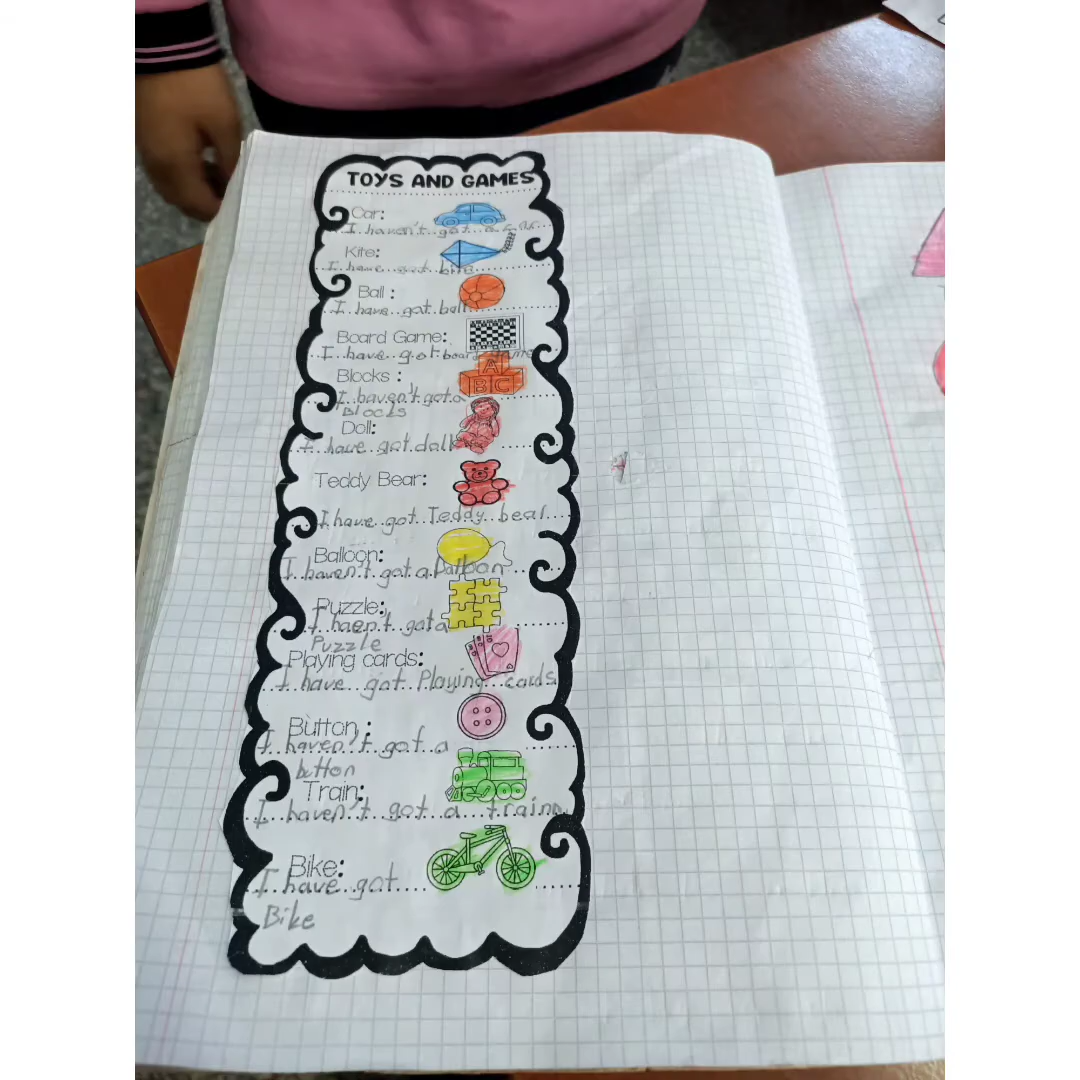 TOYS AND GAMES
Car:
I haven't got a car
Kite:
I have got kite
Ball :
I have got ball
Board Game:
I have got board game
Blocks :
A
B C
I haven't got a
Blocks
Doll:
I have got doll
Teddy Bear:
I have got Teddy bear
Balloon:
I haven't got a balloon
Puzzle:
I haen't got a
Puzzle
Playing cards:
I have got Playing cards
Button :
I haven't got a
button
Train:
I haven't got a train
Bike:
I have got
Bike